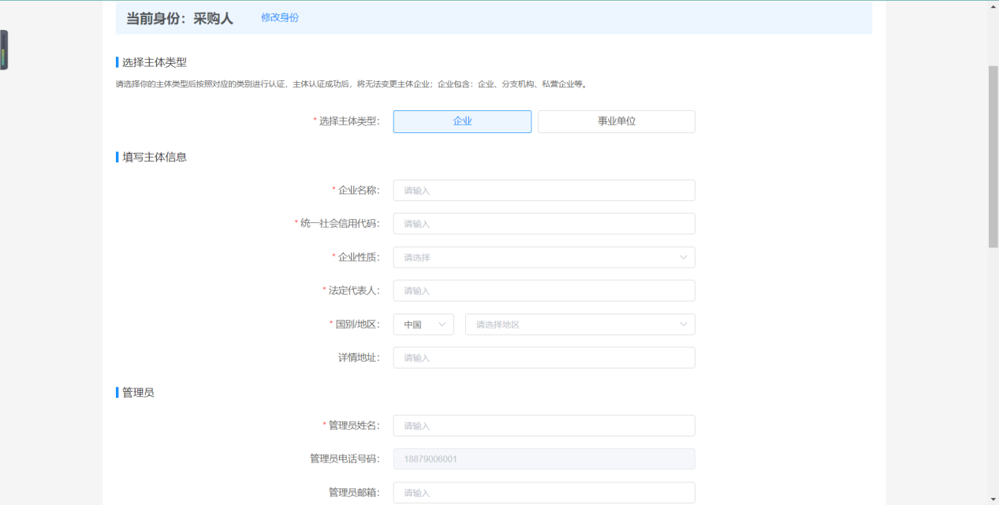 当前身份：采购人 修改身份
选择主体类型
请选择你的主体类型后按照对应的类别进行认证，主体认证成功后，将无法变更主体企业；企业包含：企业、分支机构、私营企业等。
* 选择主体类型： 企业 事业单位
填写主体信息
* 企业名称： 请输入
* 统一社会信用代码： 请输入
* 企业性质： 请选择
* 法定代表人： 请输入
* 国别/地区： 中国 请选择地区
详情地址： 请输入
管理员
* 管理员姓名： 请输入
管理员电话号码： 18879006001
管理员邮箱： 请输入